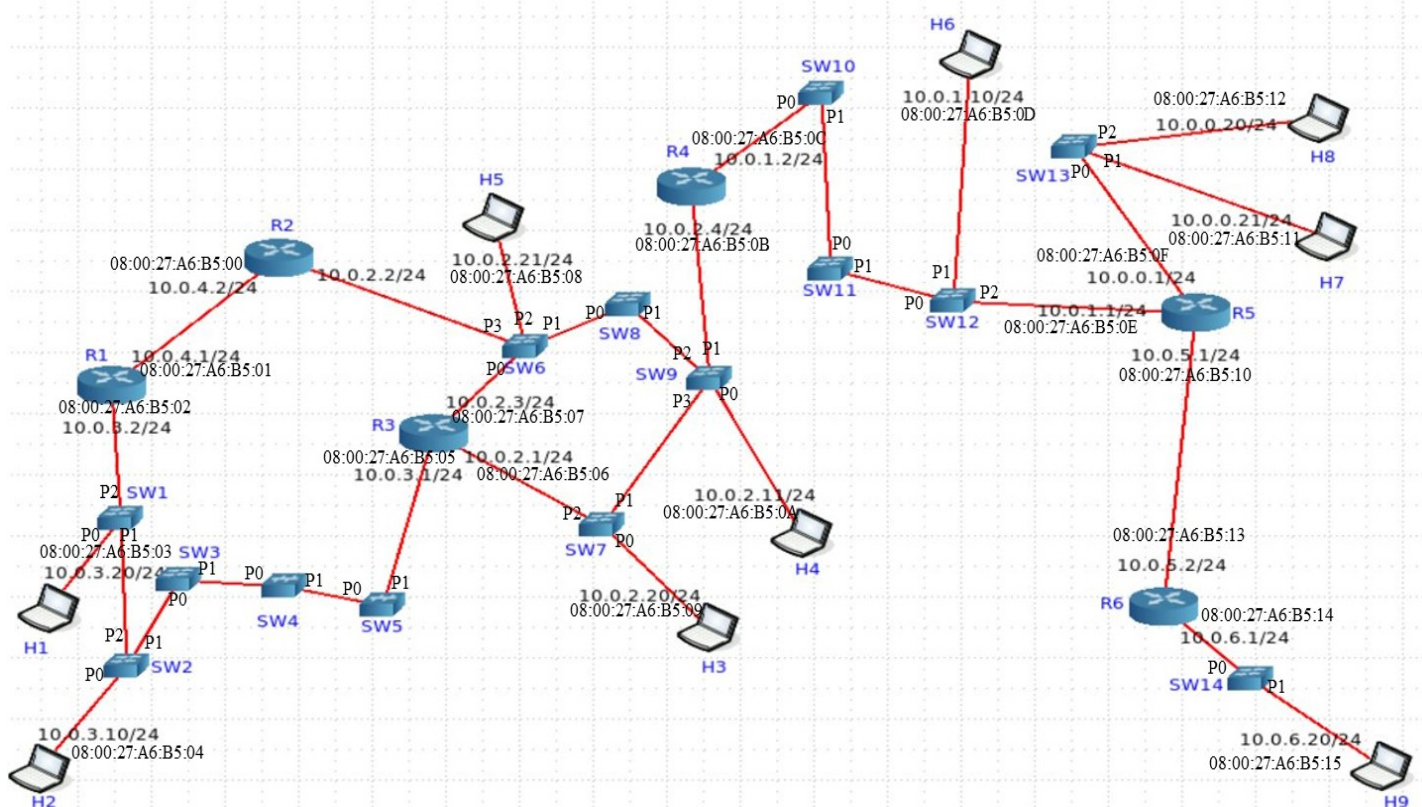 H6
SW10
P0
P1
10.0.1.10/24
08:00:27:A6:B5:0D
08:00:27:A6:B5:12
10.0.0.20/24
H8
P2
P1
P0
SW13
08:00:27:A6:B5:0C
10.0.1.2/24
R4
H5
10.0.2.4/24
08:00:27:A6:B5:0B
10.0.0.21/24
08:00:27:A6:B5:11
H7
R2
08:00:27:A6:B5:00
10.0.4.2/24
10.0.2.2/24
10.0.2.21/24
08:00:27:A6:B5:08
P0
P1
SW11
08:00:27:A6:B5:0F
10.0.0.1/24
P1
P2
P0
SW12
10.0.1.1/24
08:00:27:A6:B5:0E
R5
P3
P2
P1
P0
SW6
P0
P1
SW8
P2
P1
SW9
P3
P0
10.0.5.1/24
08:00:27:A6:B5:10
R1
10.0.4.1/24
08:00:27:A6:B5:01
08:00:27:A6:B5:02
10.0.3.2/24
R3
10.0.2.3/24
08:00:27:A6:B5:07
08:00:27:A6:B5:05
10.0.3.1/24
10.0.2.1/24
08:00:27:A6:B5:06
P2
SW1
P0
P1
08:00:27:A6:B5:03
10.0.3.20/24
H1
SW3
P1
P0
P0
P1
SW4
P0
P1
SW5
P2
P1
P0
SW7
10.0.2.11/24
08:00:27:A6:B5:0A
H4
10.0.2.20/24
08:00:27:A6:B5:09
H3
08:00:27:A6:B5:13
10.0.5.2/24
R6
08:00:27:A6:B5:14
10.0.6.1/24
P0
SW14
P1
P2
P1
P0
SW2
10.0.3.10/24
08:00:27:A6:B5:04
H2
10.0.6.20/24
08:00:27:A6:B5:15
H9